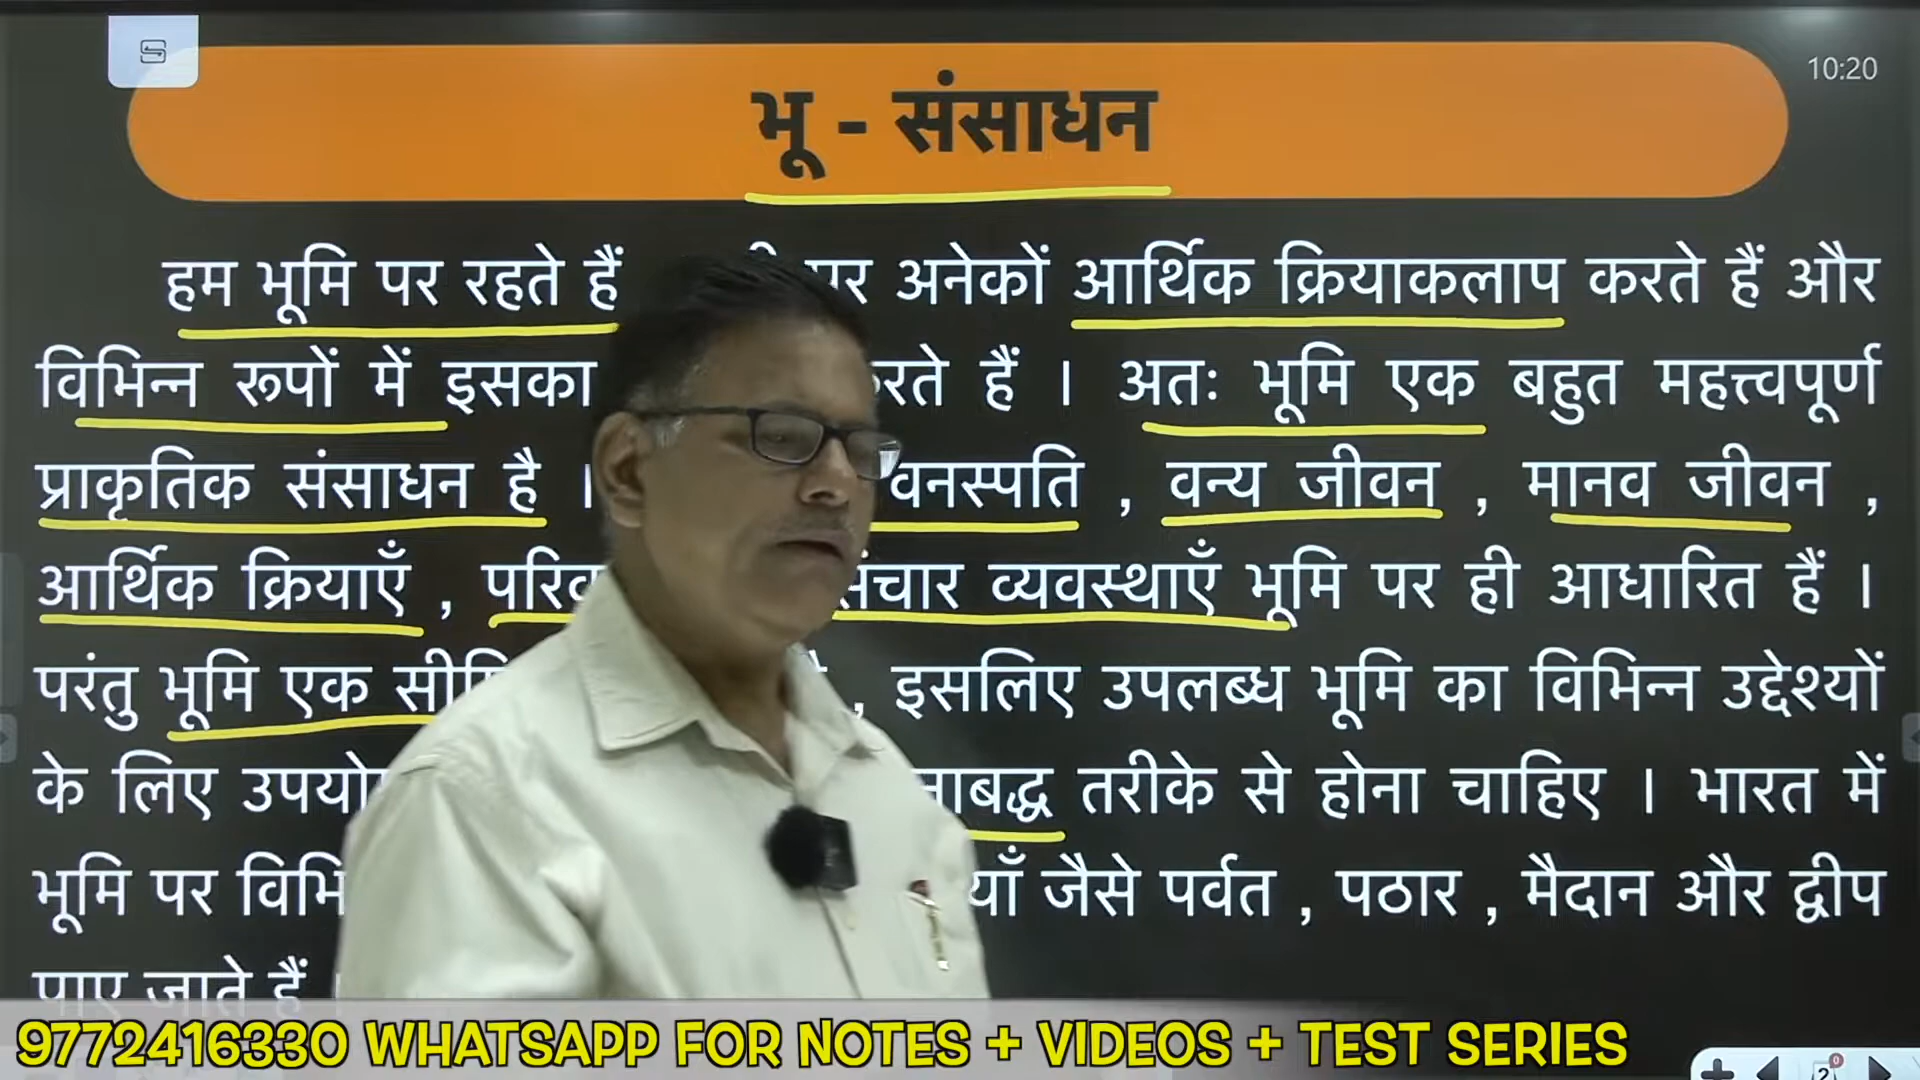 10:20
भू - संसाधन
हम भूमि पर रहते हैं पर अनेकों आर्थिक क्रियाकलाप करते हैं और
विभिन्न रूपों में इसका हैं । अतः भूमि एक बहुत महत्त्वपूर्ण
प्राकृतिक संसाधन है । वनस्पति , वन्य जीवन , मानव जीवन ,
आर्थिक क्रियाएँ , संचार व्यवस्थाएँ भूमि पर ही आधारित हैं ।
परंतु भूमि एक , इसलिए उपलब्ध भूमि का विभिन्न उद्देश्यों
के लिए तरीके से होना चाहिए । भारत में
भूमि पर जैसे पर्वत , पठार , मैदान और द्वीप
पाए जाते हैं ।
9772416330 WHATSAPP FOR NOTES + VIDEOS + TEST SERIES
2